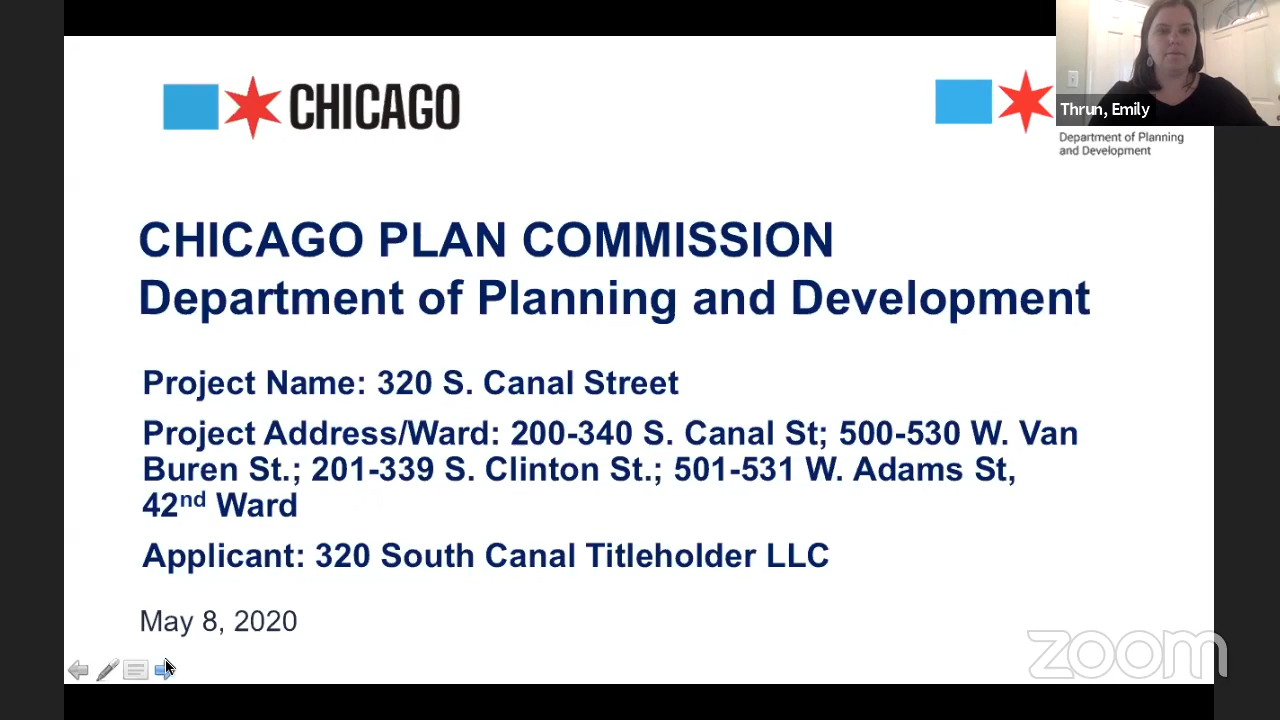 CHICAGO
Thrun, Emily
Department of Planning
and Development
CHICAGO PLAN COMMISSION
Department of Planning and Development
Project Name: 320 S. Canal Street
Project Address/Ward: 200-340 S. Canal St; 500-530 W. Van
Buren St.; 201-339 S. Clinton St.; 501-531 W. Adams St,
42nd Ward
Applicant: 320 South Canal Titleholder LLC
May 8, 2020
zoom